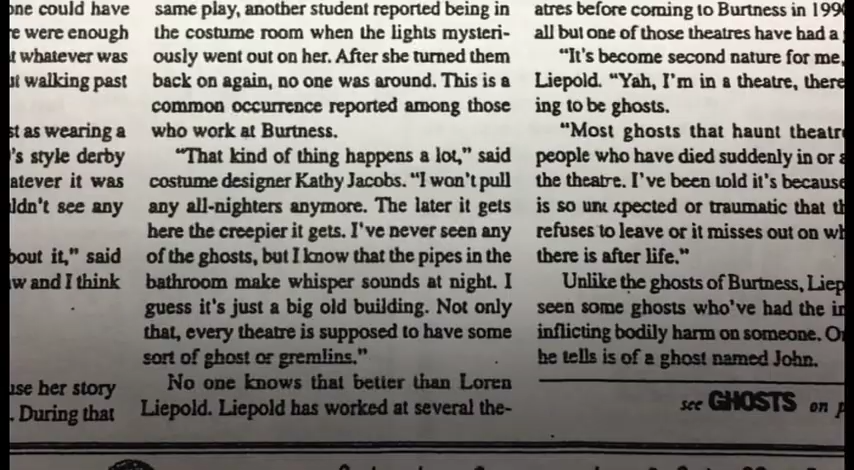 one could have
e were enough
t whatever was
st walking past
st as wearing a
's style derby
atever it was
ldn't see any
bout it," said
w and I think
use her story
. During that
same play, another student reported being in
the costume room when the lights mysteri-
ously went out on her. After she turned them
back on again, no one was around. This is a
common occurrence reported among those
who work at Burtness.
"That kind of thing happens a lot," said
costume designer Kathy Jacobs. "I won't pull
any all-nighters anymore. The later it gets
here the creepier it gets. I've never seen any
of the ghosts, but I know that the pipes in the
bathroom make whisper sounds at night. I
guess it's just a big old building. Not only
that, every theatre is supposed to have some
sort of ghost or gremlins."
No one knows that better than Loren
Liepold. Liepold has worked at several the-
atres before coming to Burtness in 199
all but one of those theatres have had a
"It's become second nature for me,
Liepold. "Yah, I'm in a theatre, there
ing to be ghosts.
"Most ghosts that haunt theatr
people who have died suddenly in or a
the theatre. I've been told it's because
is so unexpected or traumatic that th
refuses to leave or it misses out on wh
there is after life."
Unlike the ghosts of Burtness, Liep
seen some ghosts who've had the in
inflicting bodily harm on someone. O
he tells is of a ghost named John.
see GHOSTS on p